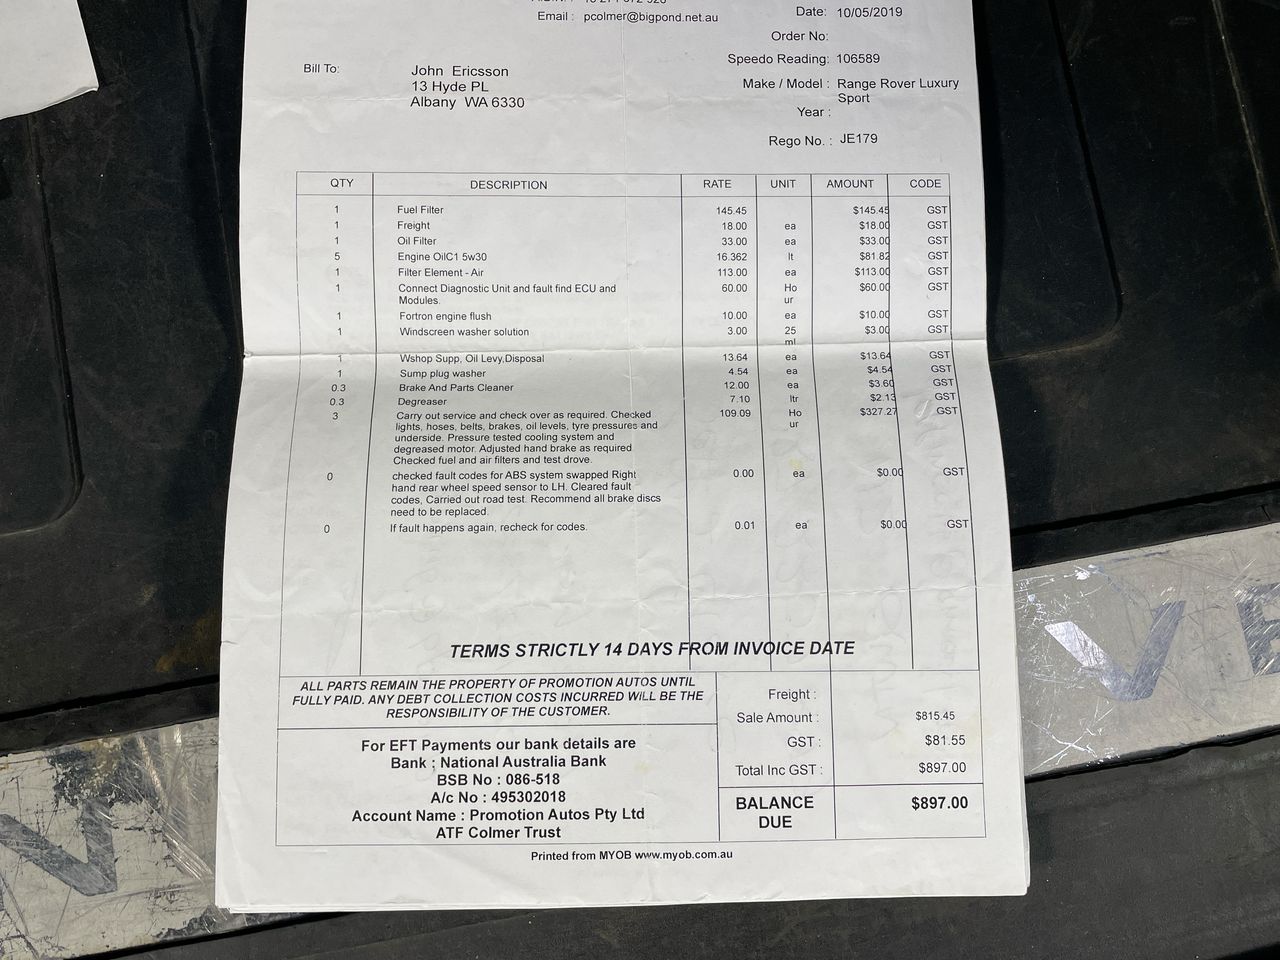 Email : pcolmer@bigpond.net.au
Date: 10/05/2019
Order No:
Speedo Reading: 106589
Make / Model : Range Rover Luxury
Sport
Year :
Rego No. : JE179
Bill To:
John Ericsson
13 Hyde PL
Albany WA 6330
QTY DESCRIPTION RATE UNIT AMOUNT CODE
1 Fuel Filter 145.45 $145.45 GST
1 Freight 18.00 ea $18.00 GST
1 Oil Filter 33.00 ea $33.00 GST
5 Engine OilC1 5w30 16.362 lt $81.82 GST
1 Filter Element - Air 113.00 ea $113.00 GST
1 Connect Diagnostic Unit and fault find ECU and 60.00 Ho $60.00 GST
Modules. ur
1 Fortron engine flush 10.00 ea $10.00 GST
1 Windscreen washer solution 3.00 25 $3.00 GST
ml
1 Wshop Supp, Oil Levy,Disposal 13.64 ea $13.64 GST
1 Sump plug washer 4.54 ea $4.54 GST
0.3 Brake And Parts Cleaner 12.00 ea $3.60 GST
0.3 Degreaser 7.10 ltr $2.13 GST
3 Carry out service and check over as required. Checked 109.09 Ho $327.27 GST
lights, hoses, belts, brakes, oil levels, tyre pressures and ur
underside. Pressure tested cooling system and
degreased motor. Adjusted hand brake as required
Checked fuel and air filters and test drove.
0 checked fault codes for ABS system swapped Right 0.00 ea $0.00 GST
hand rear wheel speed sensor to LH. Cleared fault
codes, Carried out road test. Recommend all brake discs
need to be replaced.
0 If fault happens again, recheck for codes. 0.01 ea $0.00 GST
TERMS STRICTLY 14 DAYS FROM INVOICE DATE
ALL PARTS REMAIN THE PROPERTY OF PROMOTION AUTOS UNTIL
FULLY PAID. ANY DEBT COLLECTION COSTS INCURRED WILL BE THE
RESPONSIBILITY OF THE CUSTOMER.
For EFT Payments our bank details are
Bank : National Australia Bank
BSB No : 086-518
A/c No : 495302018
Account Name : Promotion Autos Pty Ltd
ATF Colmer Trust
Freight :
Sale Amount : $815.45
GST : $81.55
Total Inc GST : $897.00
BALANCE
DUE $897.00
Printed from MYOB www.myob.com.au